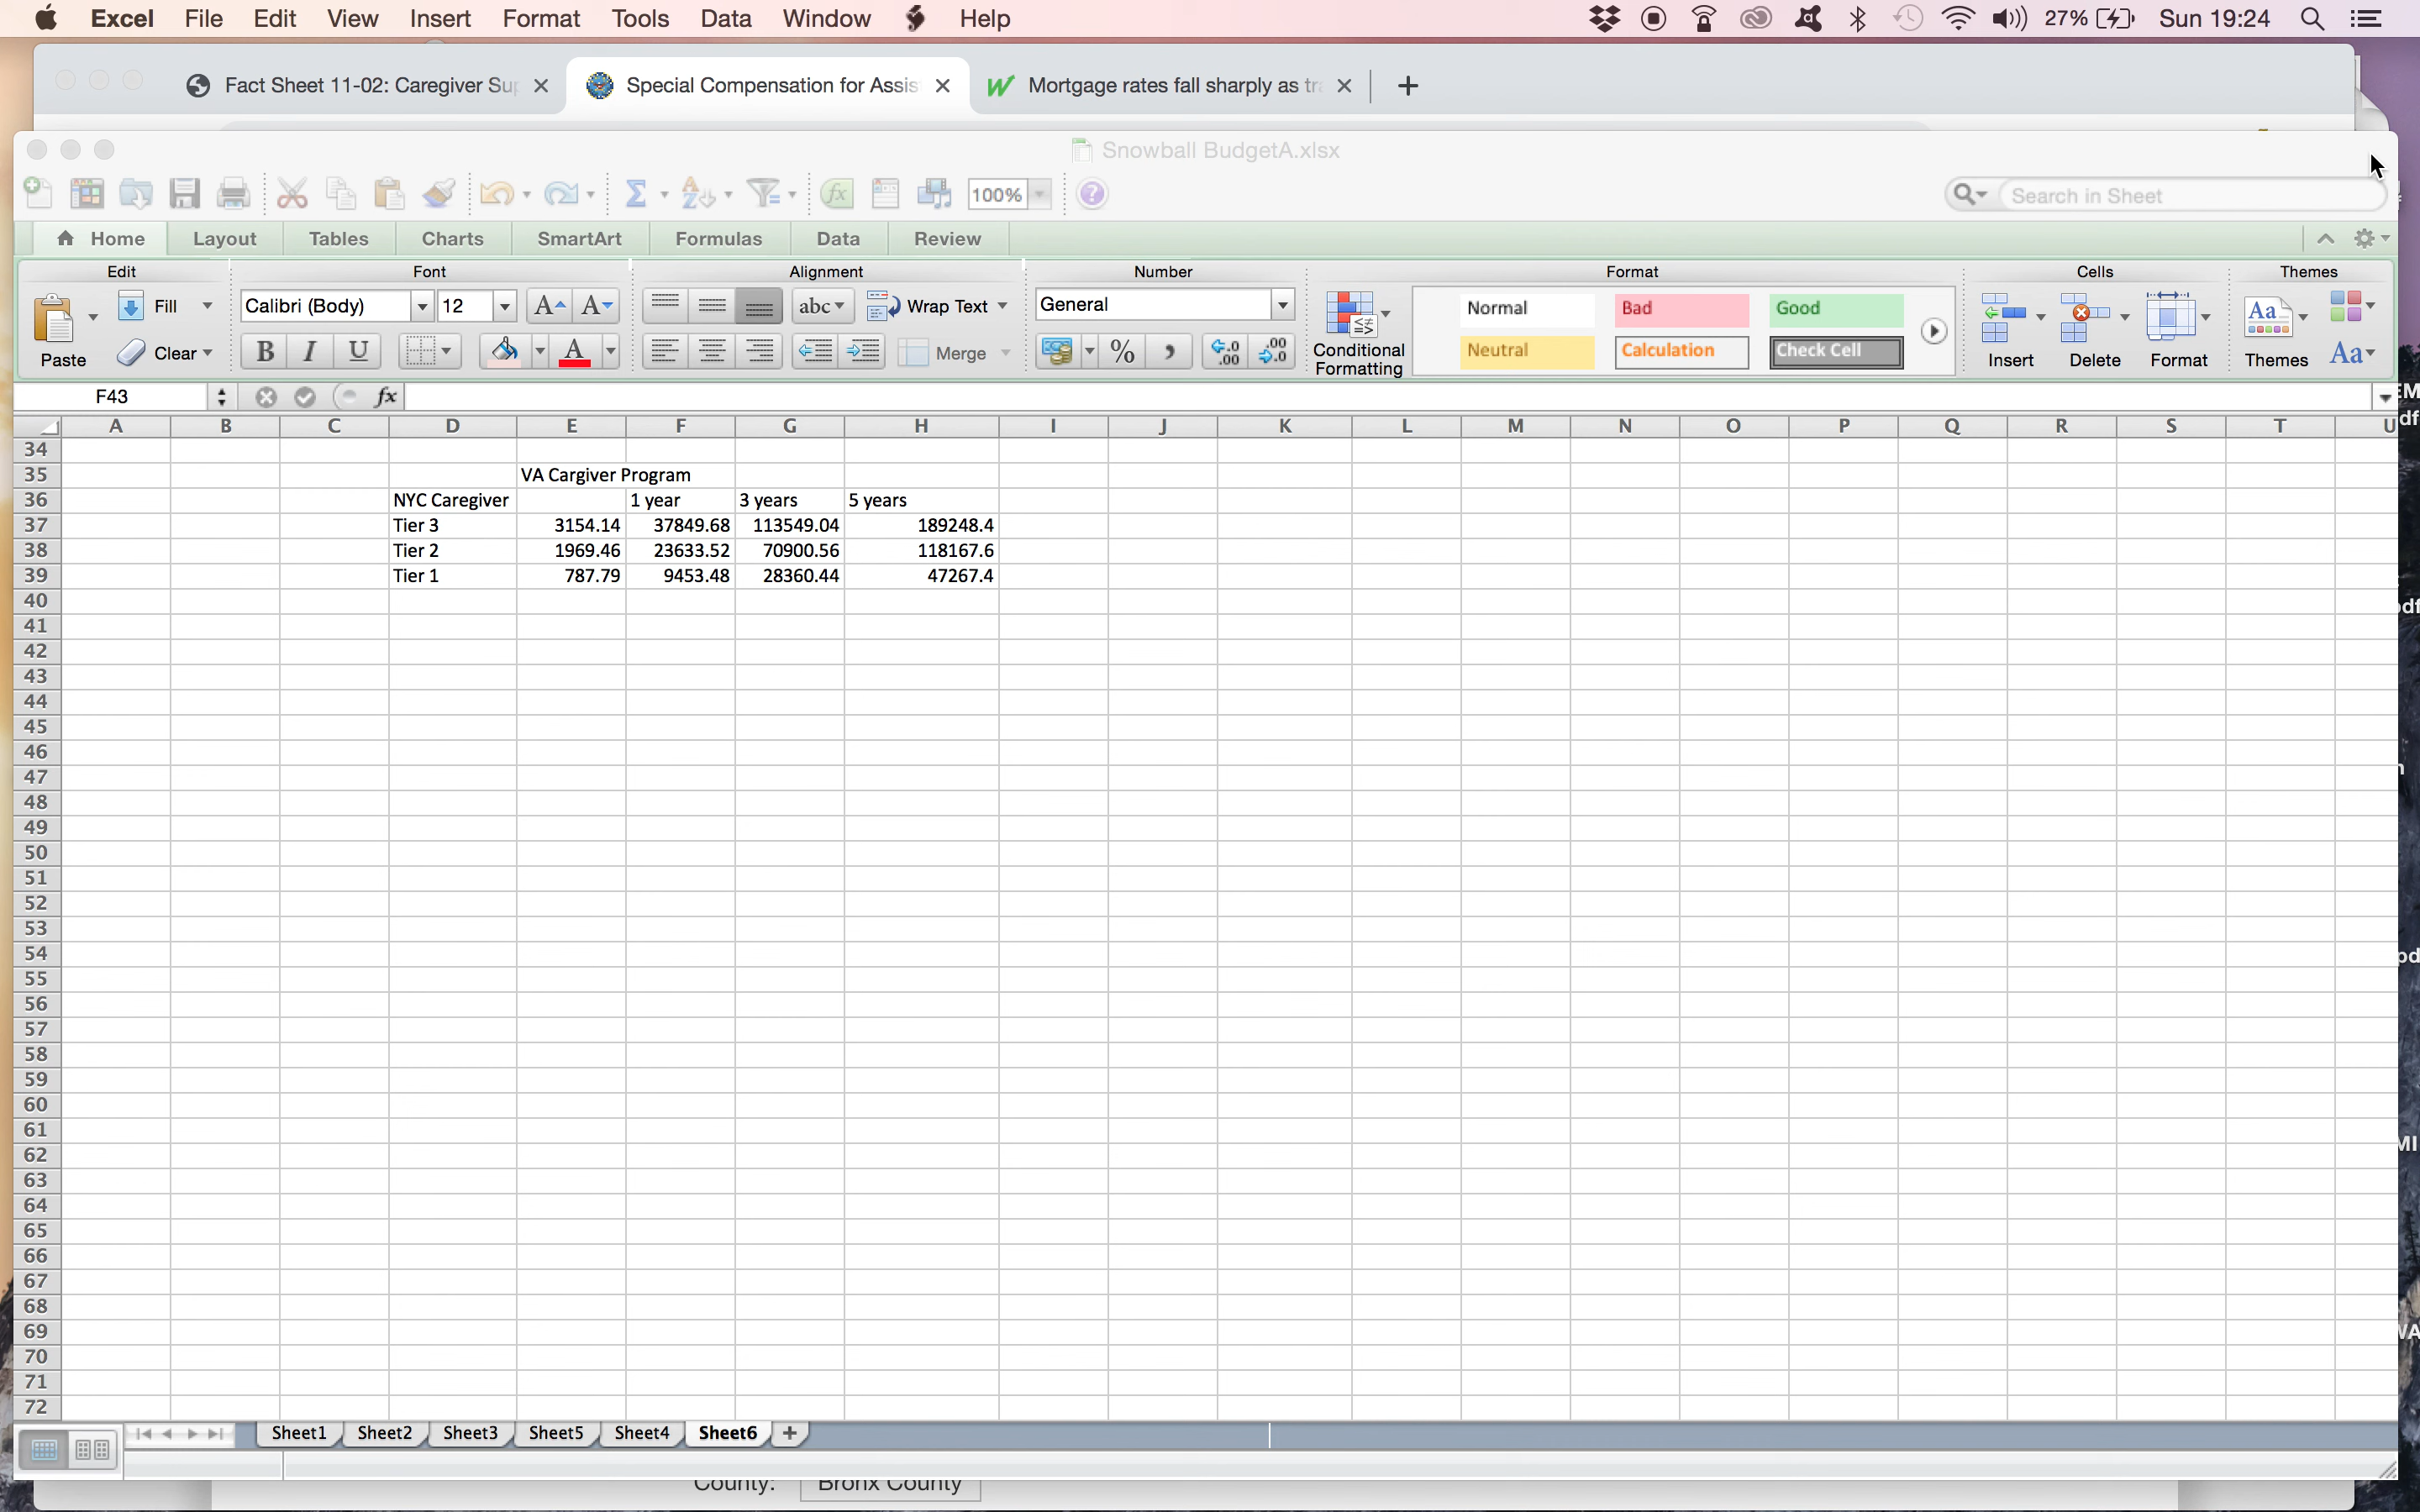 Excel File Edit View Insert Format Tools Data Window Help 27% Sun 19:24
Fact Sheet 11-02: Caregiver Su Special Compensation for Assis Mortgage rates fall sharply as tr
Snowball BudgetA.xlsx
100% Search in Sheet
Home Layout Tables Charts SmartArt Formulas Data Review
Edit Font Alignment Number Format Cells Themes
Fill Calibri (Body) 12 abc Wrap Text General Normal Bad Good
Paste Clear B I U A Merge % Conditional Formatting Neutral Calculation Check Cell Insert Delete Format Themes Aa
F43 fx
A B C D E F G H I J K L M N O P Q R S T U
34
35 VA Cargiver Program
36 NYC Caregiver 1 year 3 years 5 years
37 Tier 3 3154.14 37849.68 113549.04 189248.4
38 Tier 2 1969.46 23633.52 70900.56 118167.6
39 Tier 1 787.79 9453.48 28360.44 47267.4
40
41
42
43
44
45
46
47
48
49
50
51
52
53
54
55
56
57
58
59
60
61
62
63
64
65
66
67
68
69
70
71
72
Sheet1 Sheet2 Sheet3 Sheet5 Sheet4 Sheet6 +
County: Bronx County